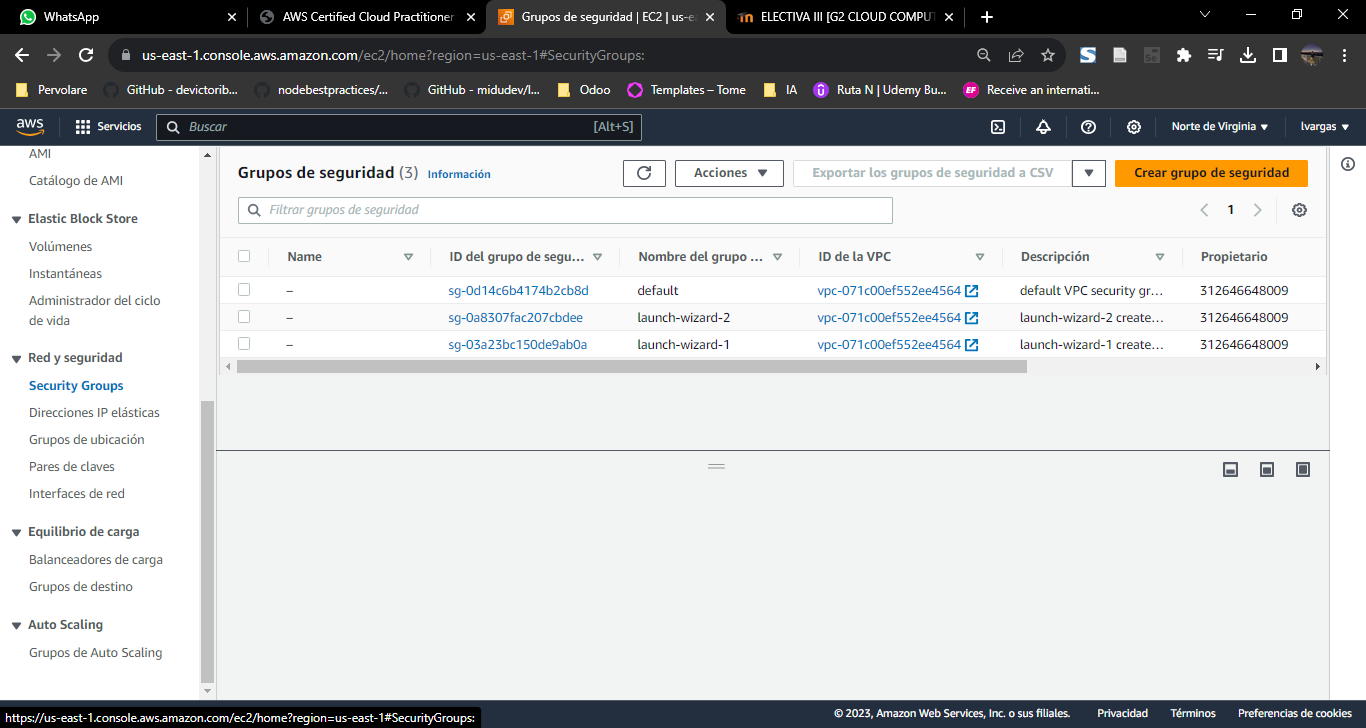 WhatsApp
AWS Certified Cloud Practitioner
Grupos de seguridad | EC2 | us-ea
ELECTIVA III [G2 CLOUD COMPUT
us-east-1.console.aws.amazon.com/ec2/home?region=us-east-1#SecurityGroups:
Pervolare
GitHub - devictorib...
nodebestpractices/...
GitHub - midudev/l...
Odoo
Templates – Tome
IA
Ruta N | Udemy Bu...
EF
Receive an internati...
aws
Servicios
Buscar
[Alt+S]
Norte de Virginia
lvargas
AMI
Catálogo de AMI
Elastic Block Store
Volúmenes
Instantáneas
Administrador del ciclo
de vida
Red y seguridad
Security Groups
Direcciones IP elásticas
Grupos de ubicación
Pares de claves
Interfaces de red
Equilibrio de carga
Balanceadores de carga
Grupos de destino
Auto Scaling
Grupos de Auto Scaling
Grupos de seguridad (3) Información
Acciones
Exportar los grupos de seguridad a CSV
Crear grupo de seguridad
Filtrar grupos de seguridad
1
Name ID del grupo de segu... Nombre del grupo ... ID de la VPC Descripción Propietario
– sg-0d14c6b4174b2cb8d default vpc-071c00ef552ee4564 default VPC security gr... 312646648009
– sg-0a8307fac207cbdee launch-wizard-2 vpc-071c00ef552ee4564 launch-wizard-2 create... 312646648009
– sg-03a23bc150de9ab0a launch-wizard-1 vpc-071c00ef552ee4564 launch-wizard-1 create... 312646648009
https://us-east-1.console.aws.amazon.com/ec2/home?region=us-east-1#SecurityGroups:
© 2023, Amazon Web Services, Inc. o sus filiales.
Privacidad
Términos
Preferencias de cookies